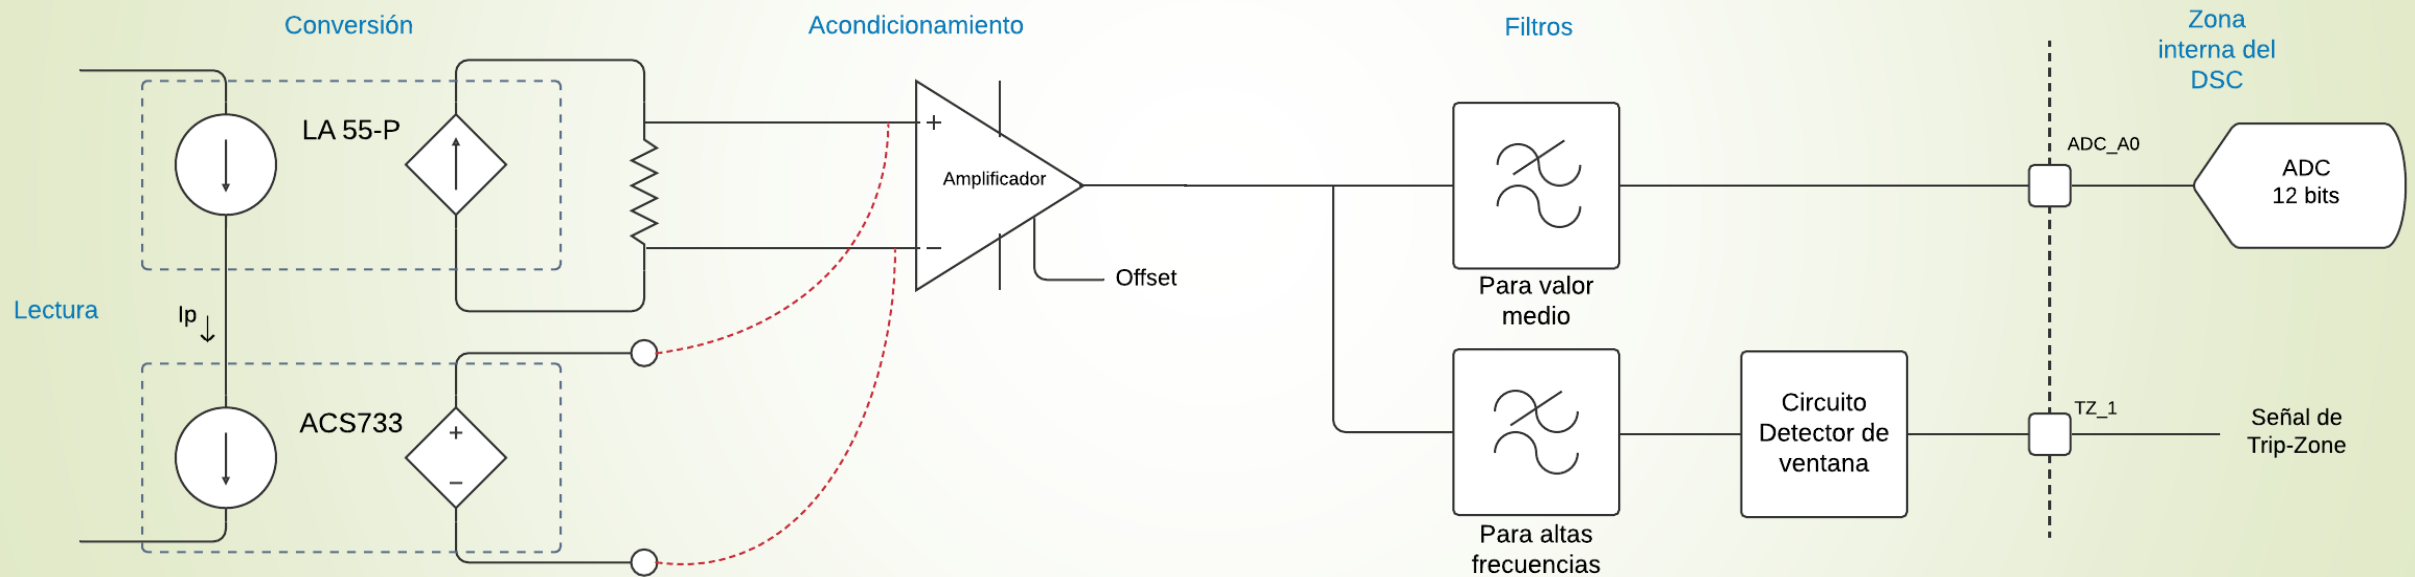 Conversión
Acondicionamiento
Filtros
Zona
interna del
DSC
LA 55-P
+
Amplificador
−
Offset
Para valor
medio
ADC_A0
ADC
12 bits
Lectura
Ip
ACS733
+
−
Para altas
frecuencias
Circuito
Detector de
ventana
TZ_1
Señal de
Trip-Zone